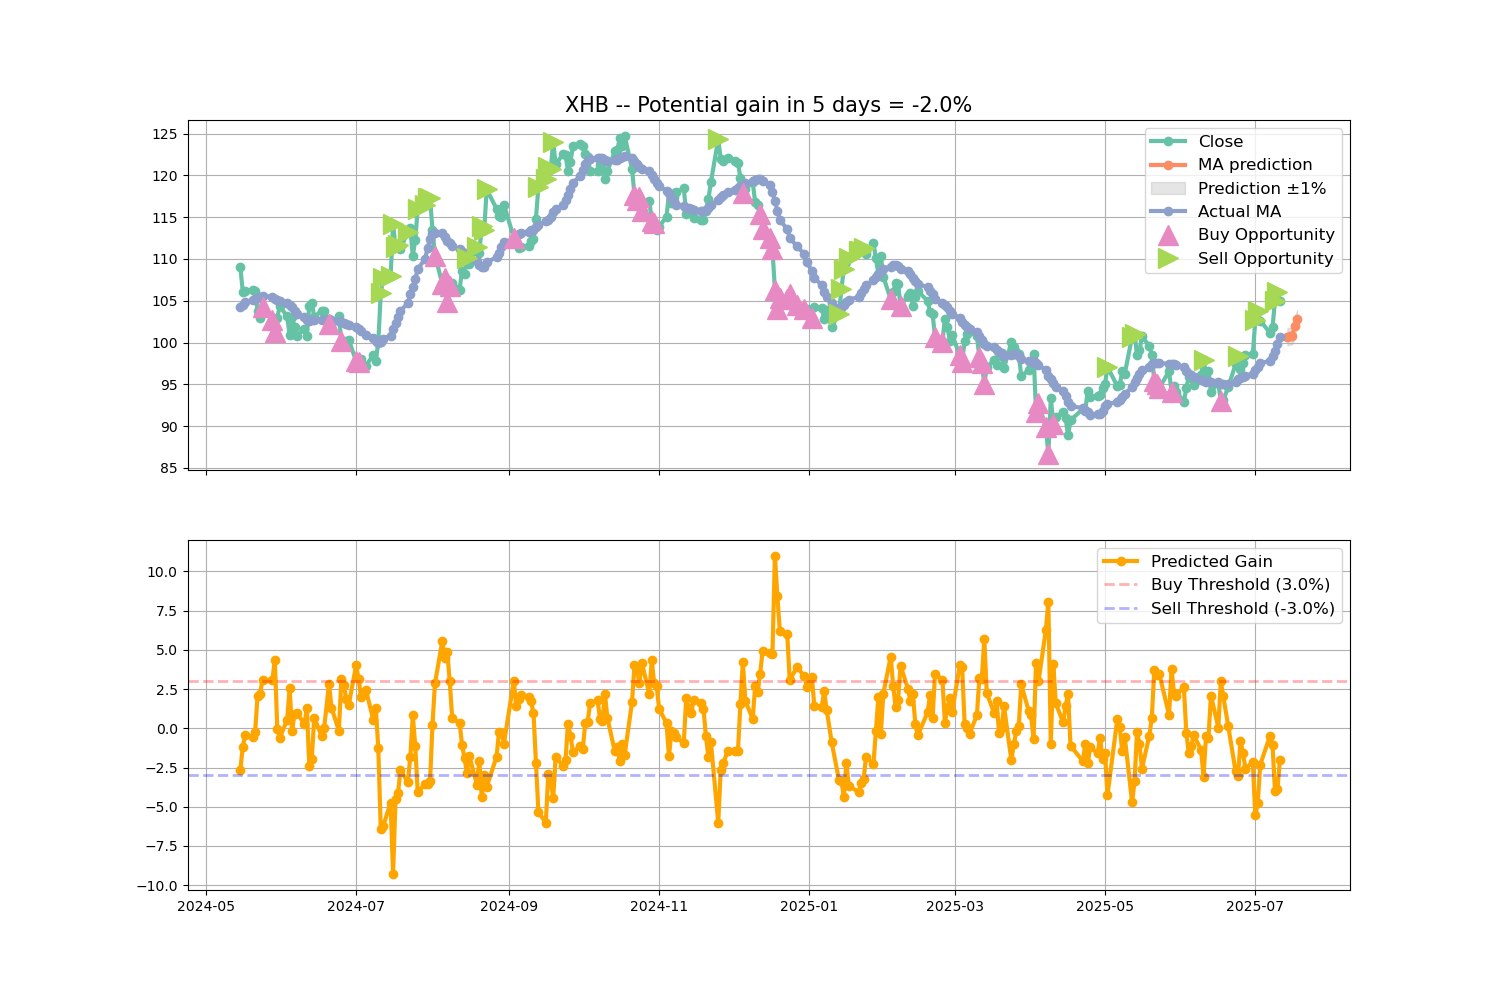 XHB -- Potential gain in 5 days = -2.0%
125
120
115
110
105
100
95
90
85
Close
MA prediction
Prediction ±1%
Actual MA
Buy Opportunity
Sell Opportunity
10.0
7.5
5.0
2.5
0.0
−2.5
−5.0
−7.5
−10.0
Predicted Gain
Buy Threshold (3.0%)
Sell Threshold (-3.0%)
2024-05
2024-07
2024-09
2024-11
2025-01
2025-03
2025-05
2025-07